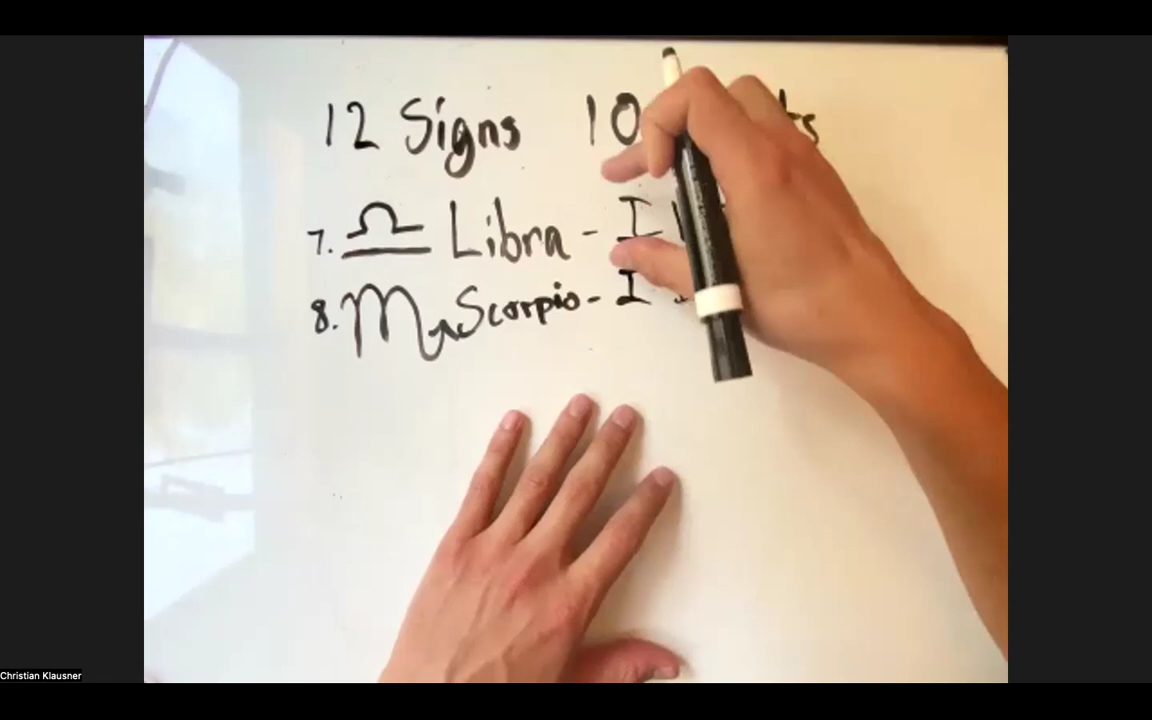 12 Signs 10
7. ♎ Libra - I
8. ♏ Scorpio - I
Christian Klausner